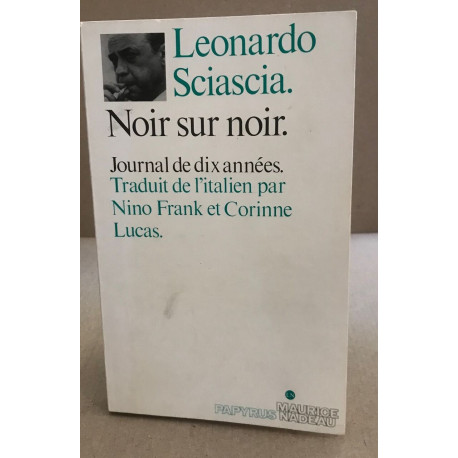 Leonardo
Sciascia.
Noir sur noir.
Journal de dix années.
Traduit de l'italien par
Nino Frank et Corinne
Lucas.
PAPYRUS MAURICE
NADEAU